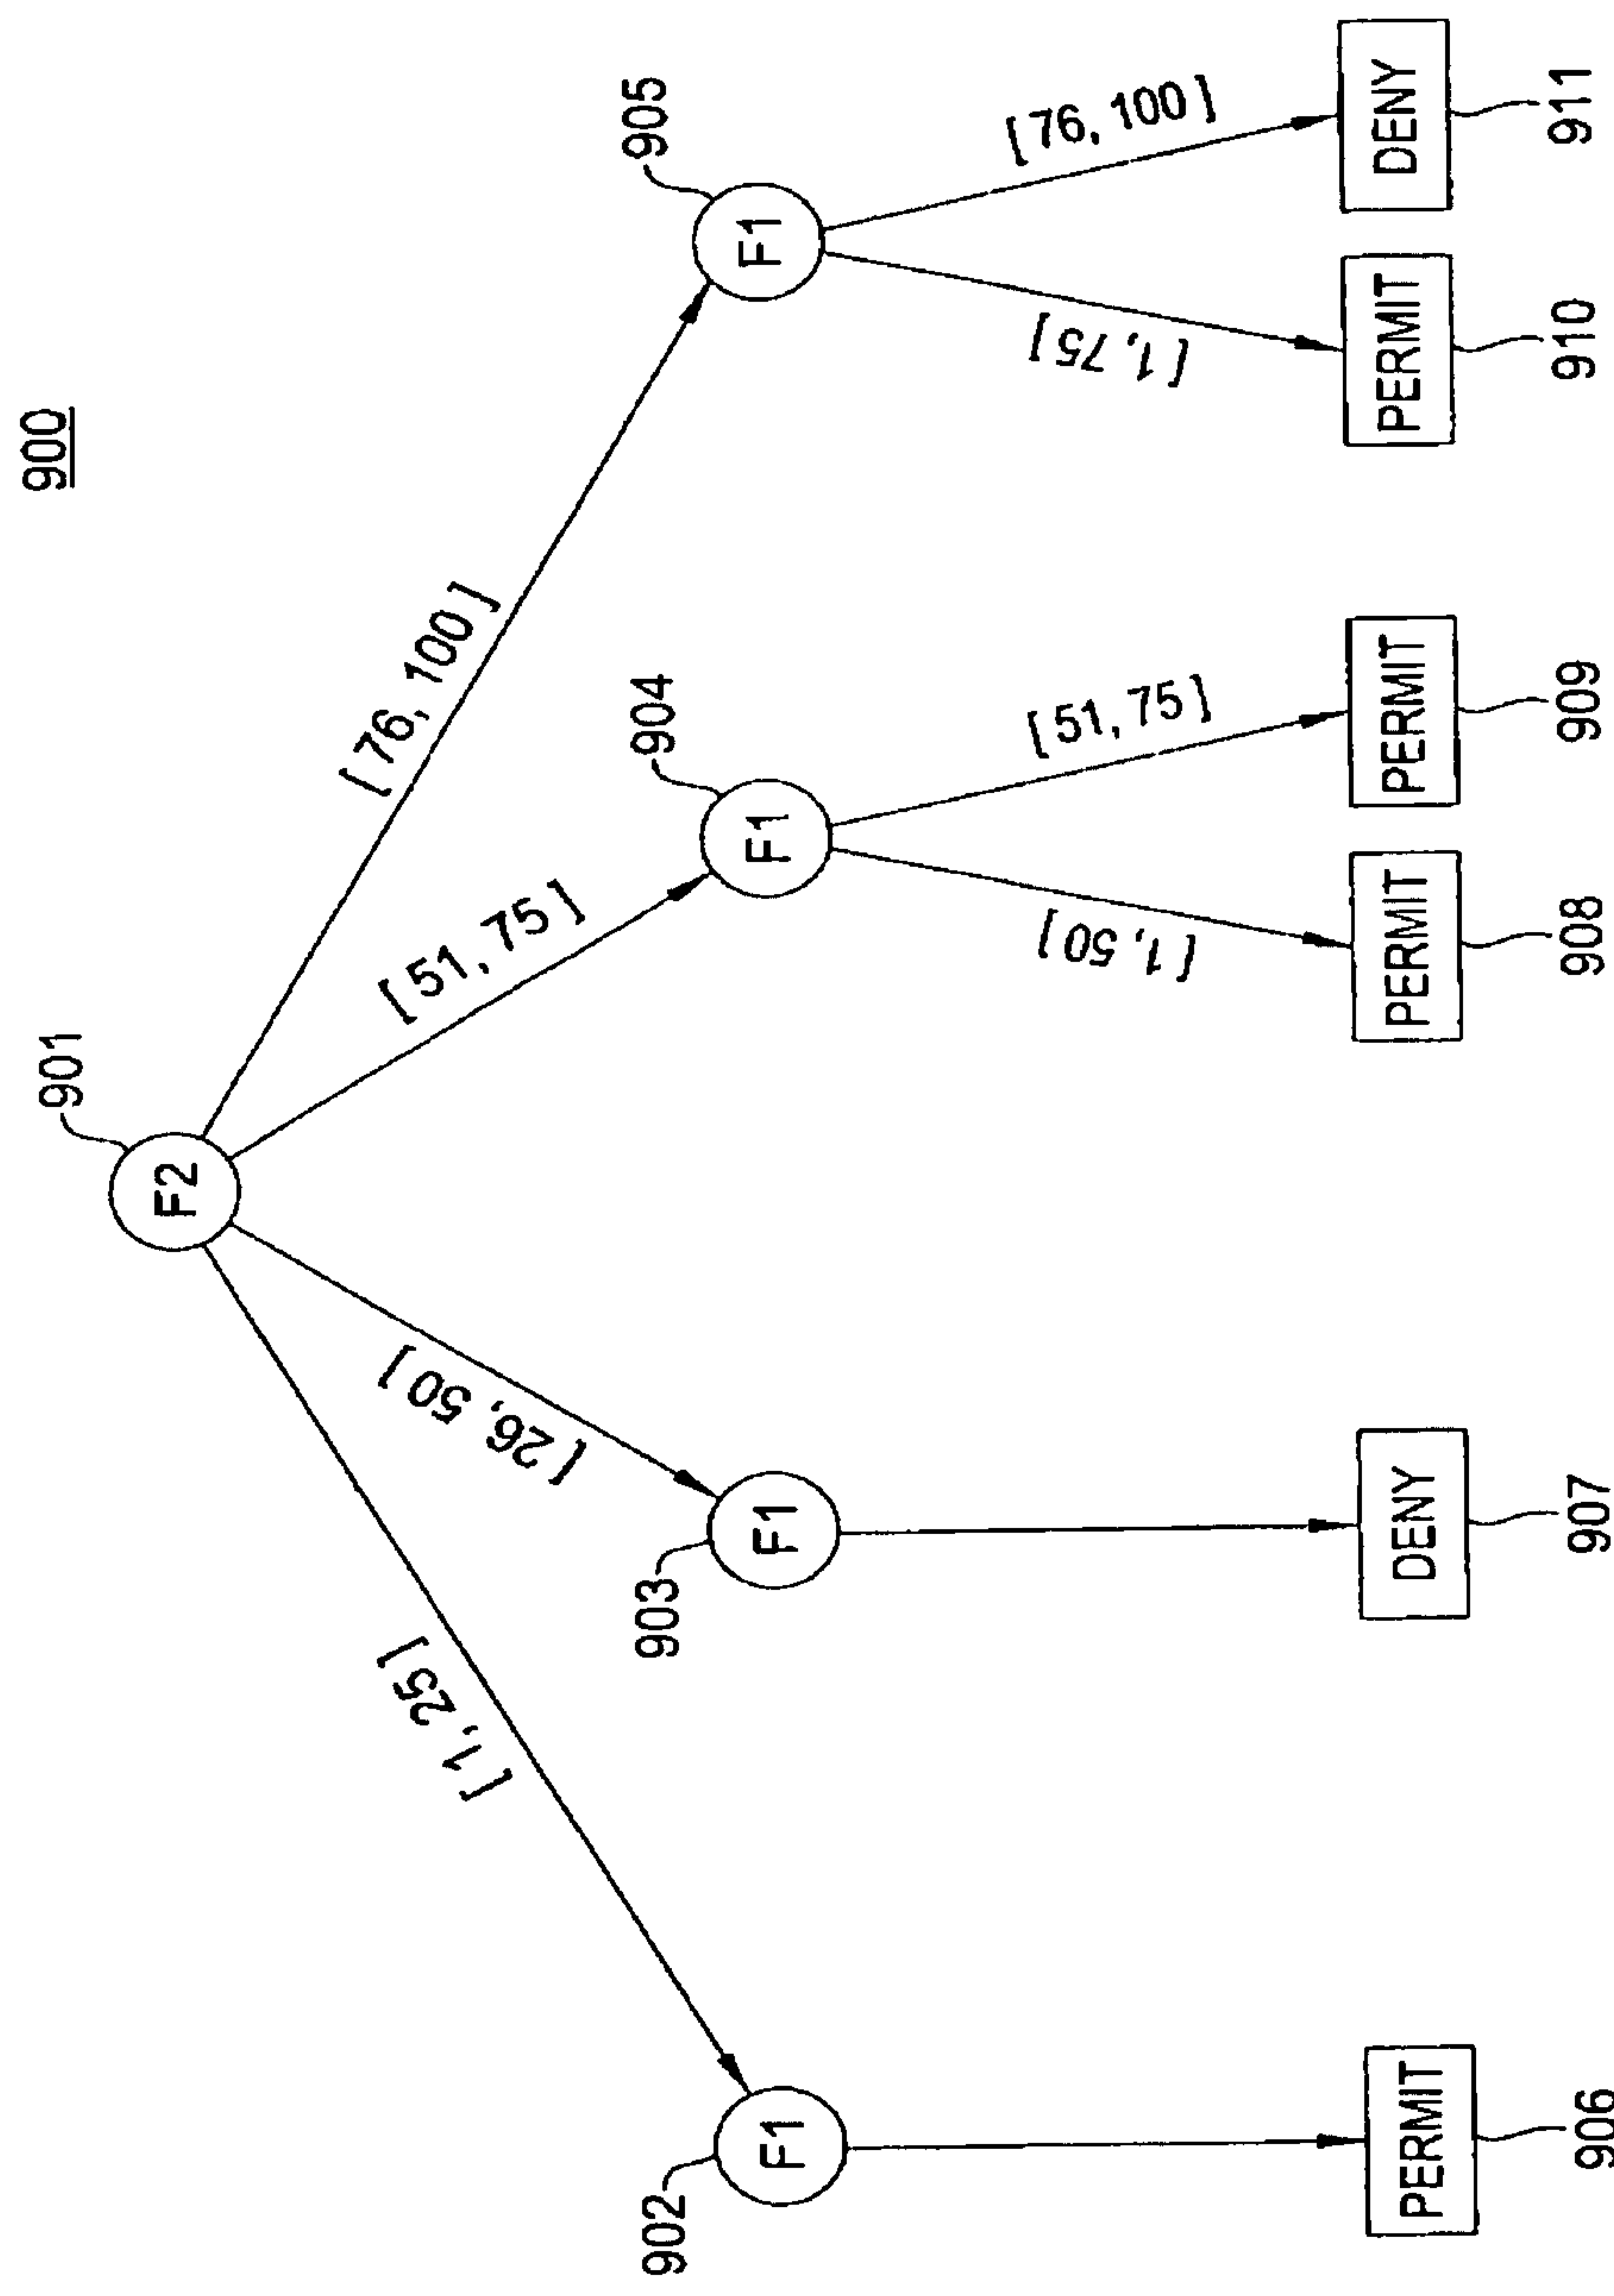 900
901
F2
[ 1, 25 ]
[ 26, 50 ]
[ 51, 75 ]
[ 76, 100 ]
902
F1
903
F1
904
F1
905
F1
[ 1, 50 ]
[ 51, 75 ]
[ 1, 75 ]
[ 76, 100 ]
PERMIT
DENY
PERMIT
PERMIT
PERMIT
DENY
906
907
908
909
910
911